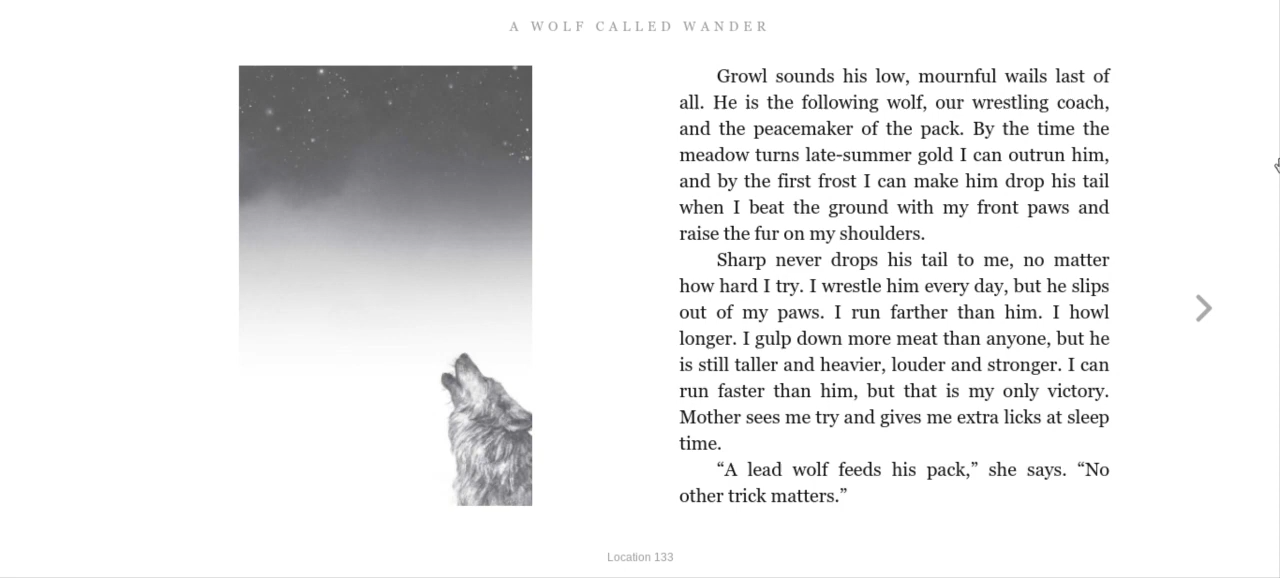 A WOLF CALLED WANDER
Growl sounds his low, mournful wails last of
all. He is the following wolf, our wrestling coach,
and the peacemaker of the pack. By the time the
meadow turns late-summer gold I can outrun him,
and by the first frost I can make him drop his tail
when I beat the ground with my front paws and
raise the fur on my shoulders.
Sharp never drops his tail to me, no matter
how hard I try. I wrestle him every day, but he slips
out of my paws. I run farther than him. I howl
longer. I gulp down more meat than anyone, but he
is still taller and heavier, louder and stronger. I can
run faster than him, but that is my only victory.
Mother sees me try and gives me extra licks at sleep
time.
“A lead wolf feeds his pack,” she says. “No
other trick matters.”
Location 133